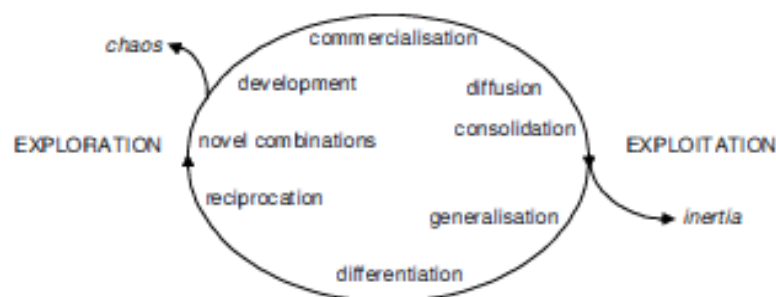 commercialisation
chaos
development
diffusion
consolidation
EXPLORATION
novel combinations
EXPLOITATION
reciprocation
generalisation
inertia
differentiation